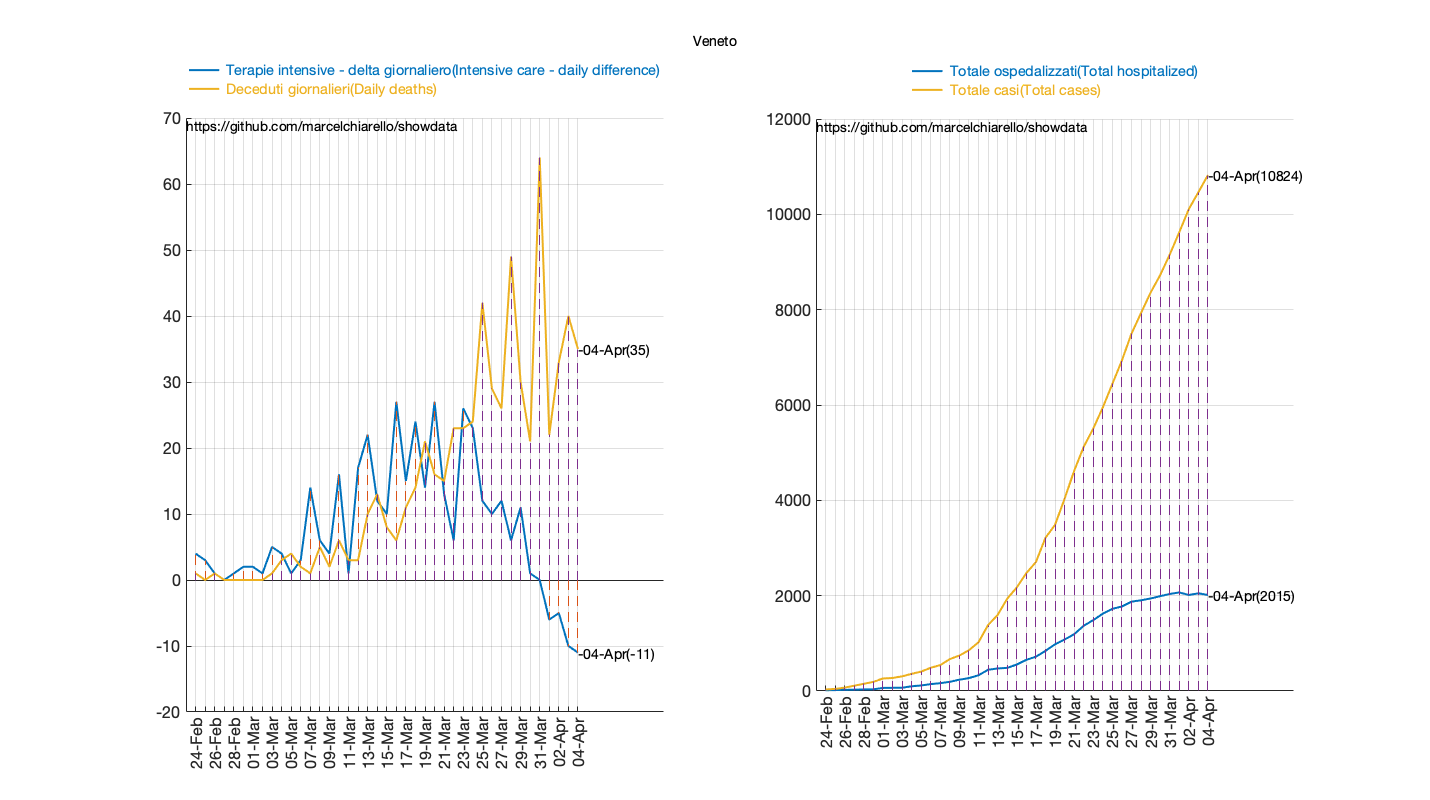 Veneto
Terapie intensive - delta giornaliero(Intensive care - daily difference)
Deceduti giornalieri(Daily deaths)
https://github.com/marcelchiarello/showdata
70
60
50
40
30
20
10
0
-10
-20
-04-Apr(35)
-04-Apr(-11)
24-Feb
26-Feb
28-Feb
01-Mar
03-Mar
05-Mar
07-Mar
09-Mar
11-Mar
13-Mar
15-Mar
17-Mar
19-Mar
21-Mar
23-Mar
25-Mar
27-Mar
29-Mar
31-Mar
02-Apr
04-Apr
Totale ospedalizzati(Total hospitalized)
Totale casi(Total cases)
https://github.com/marcelchiarello/showdata
12000
10000
8000
6000
4000
2000
0
-04-Apr(10824)
-04-Apr(2015)
24-Feb
26-Feb
28-Feb
01-Mar
03-Mar
05-Mar
07-Mar
09-Mar
11-Mar
13-Mar
15-Mar
17-Mar
19-Mar
21-Mar
23-Mar
25-Mar
27-Mar
29-Mar
31-Mar
02-Apr
04-Apr